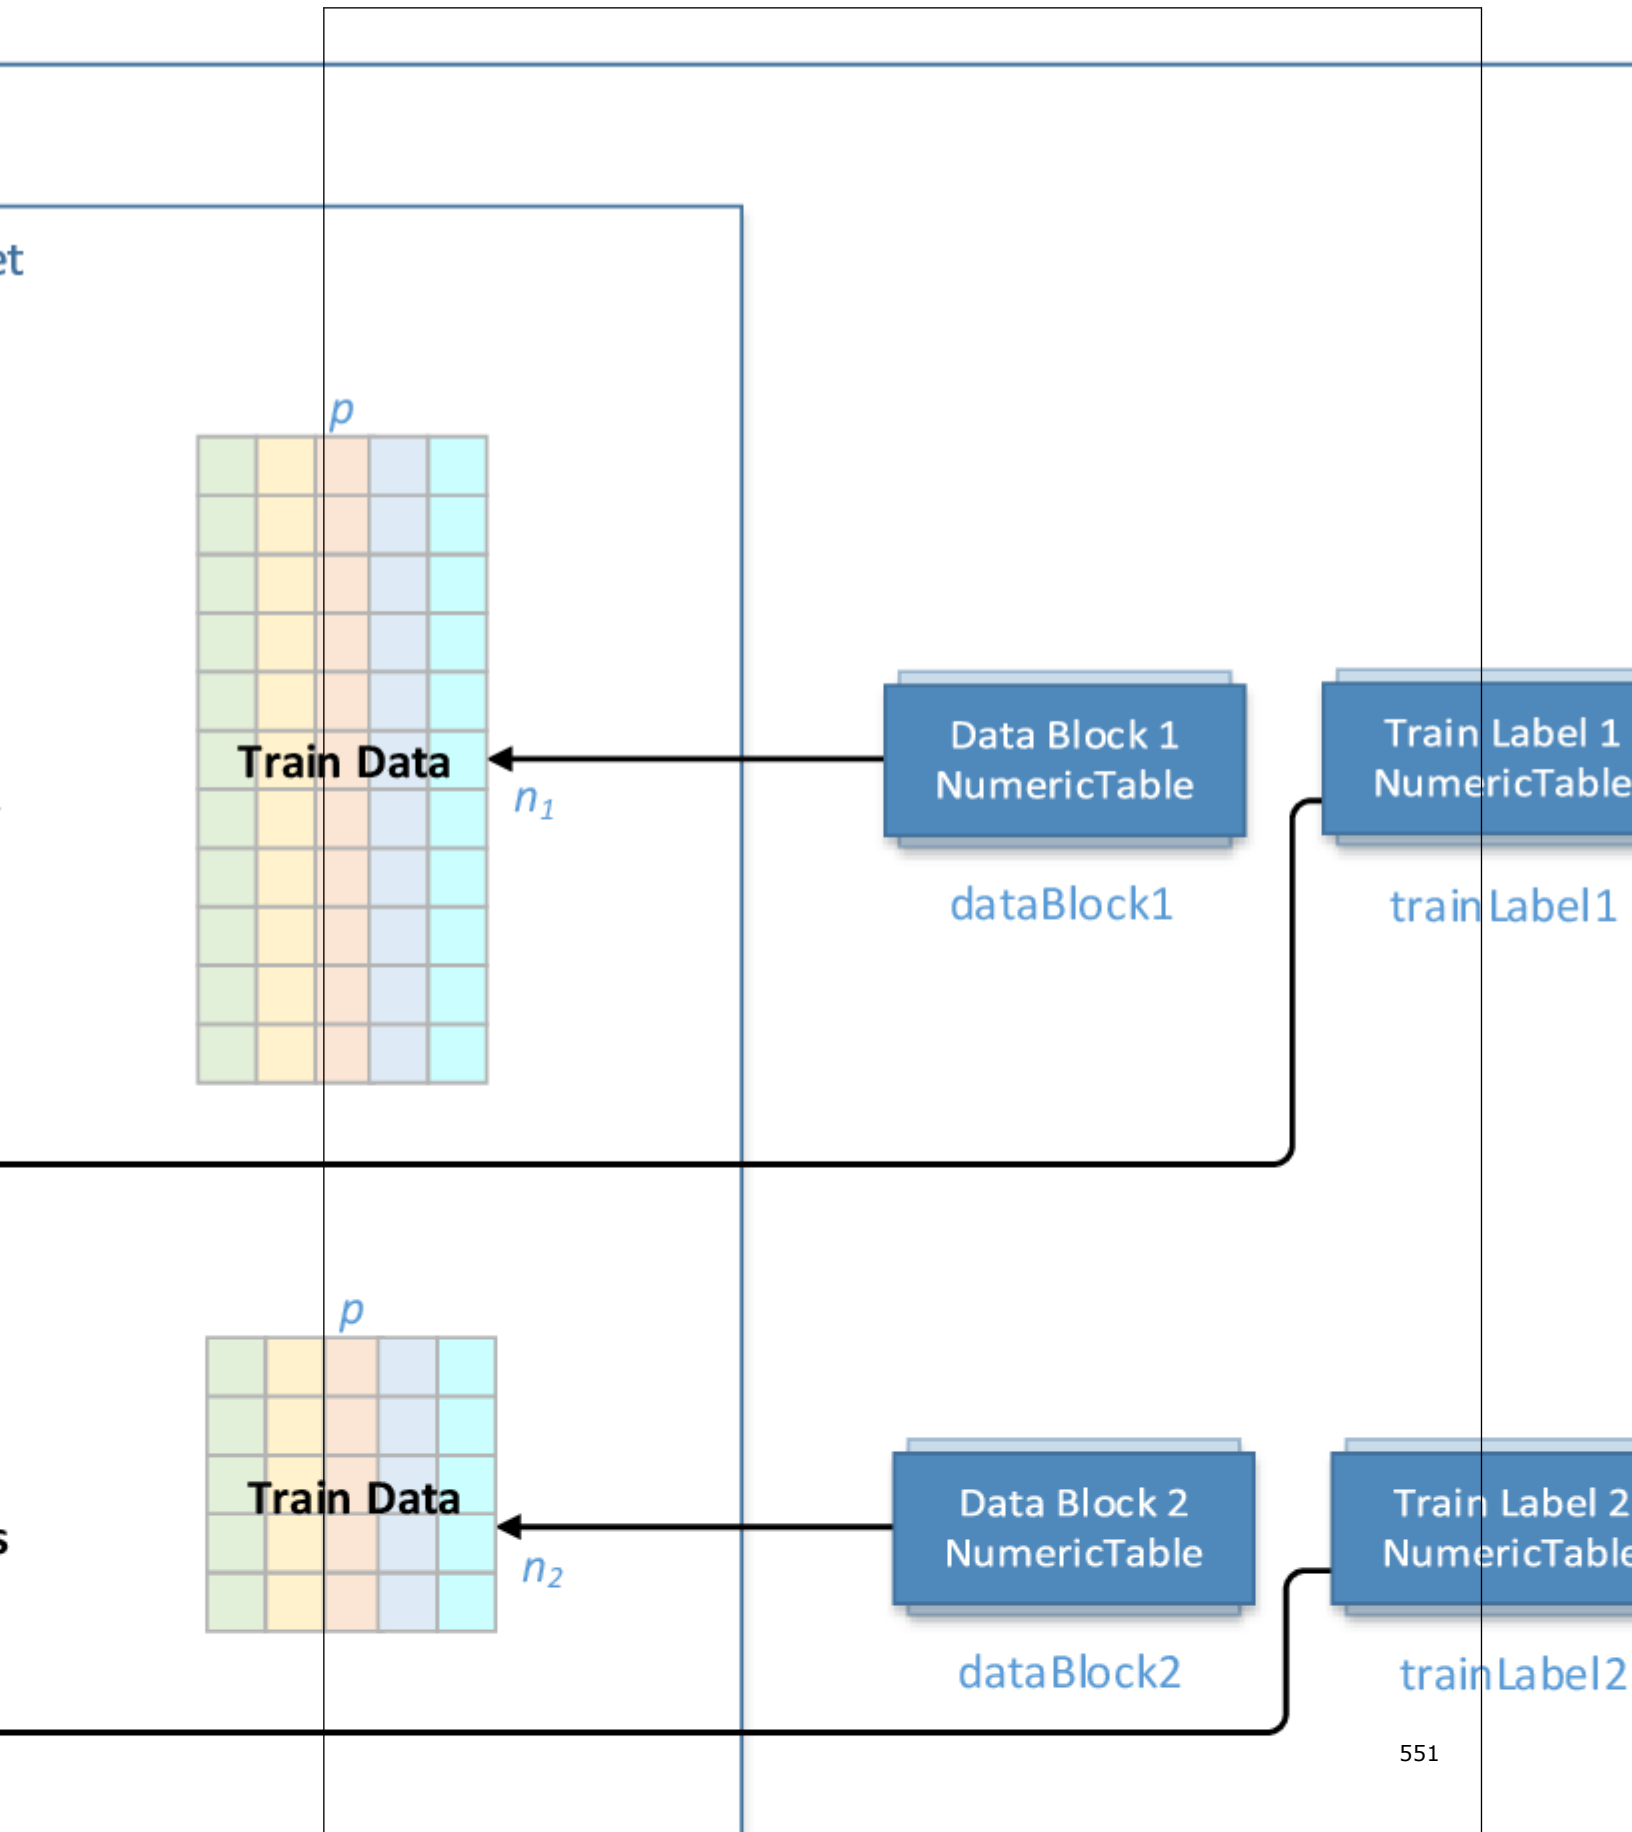 et
p
Train Data
n1
Data Block 1
NumericTable
dataBlock1
Train Label 1
NumericTable
trainLabel1
p
Train Data
s
n2
Data Block 2
NumericTable
dataBlock2
Train Label 2
NumericTable
trainLabel2
551